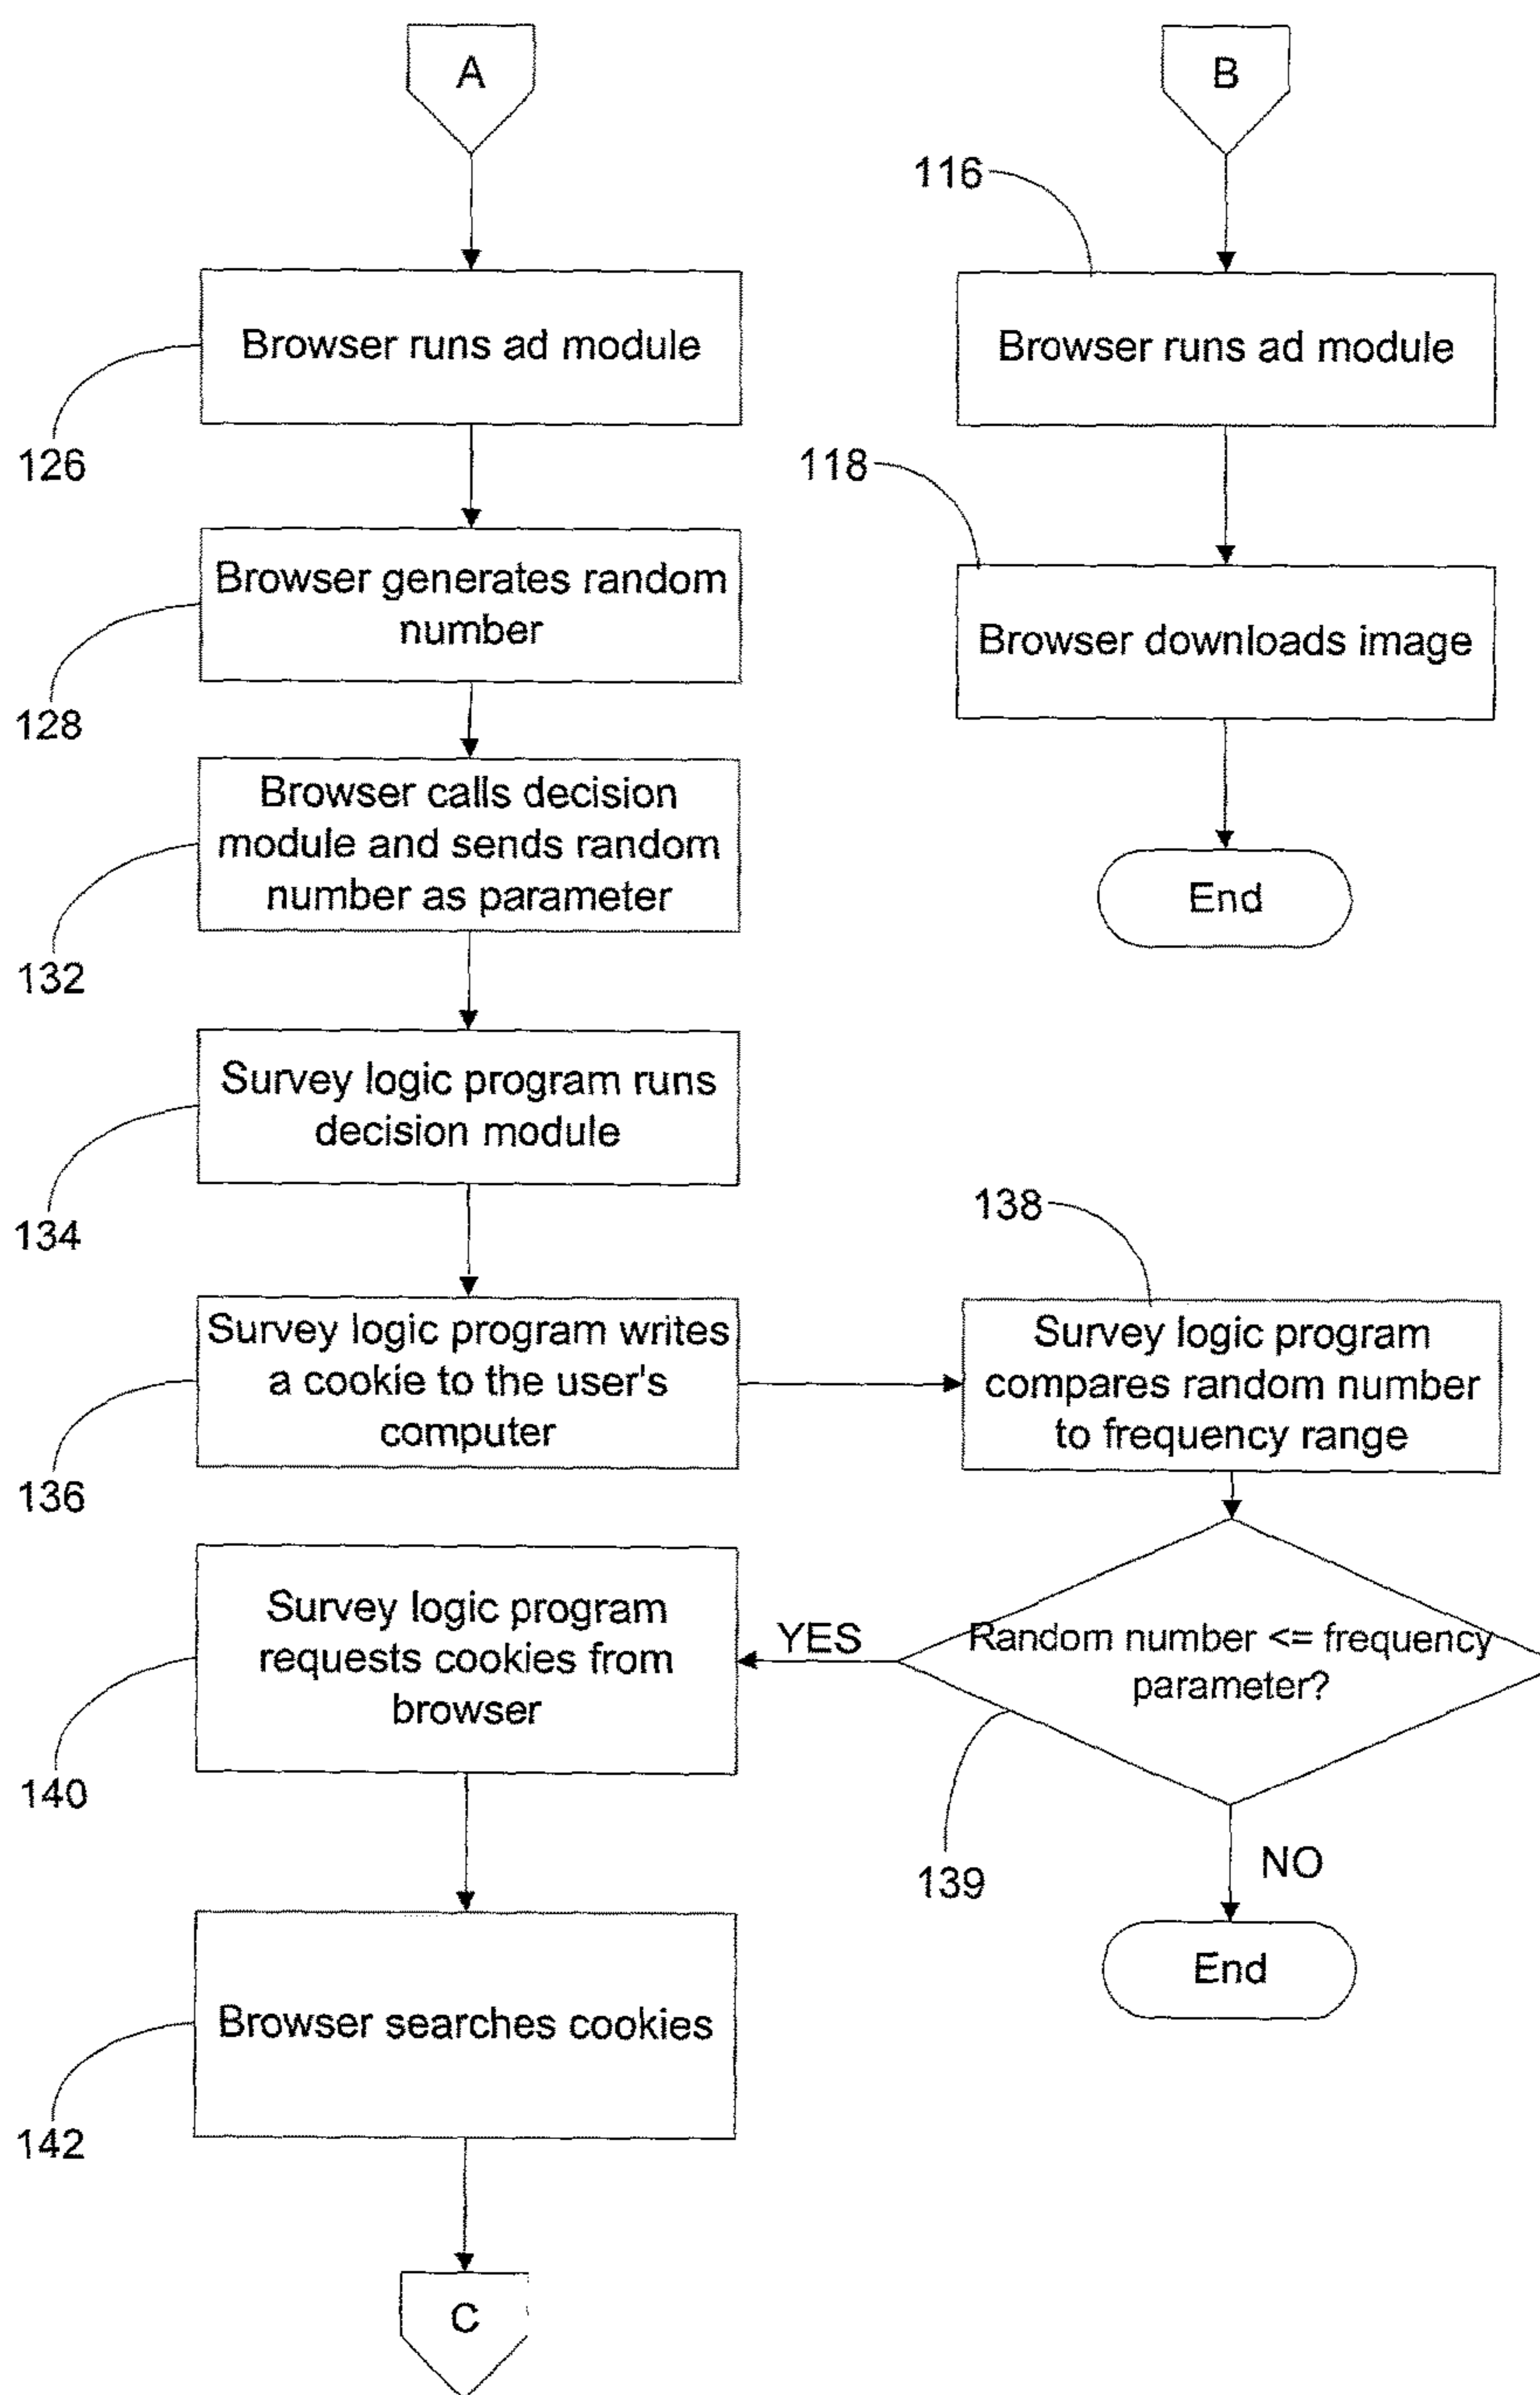 A
B
116
Browser runs ad module
Browser runs ad module
126
118
Browser generates random
number
Browser downloads image
128
Browser calls decision
module and sends random
number as parameter
End
132
Survey logic program runs
decision module
134
138
Survey logic program writes
a cookie to the user's
computer
Survey logic program
compares random number
to frequency range
136
Survey logic program
requests cookies from
browser
YES
Random number <= frequency
parameter?
140
139
NO
Browser searches cookies
End
142
C